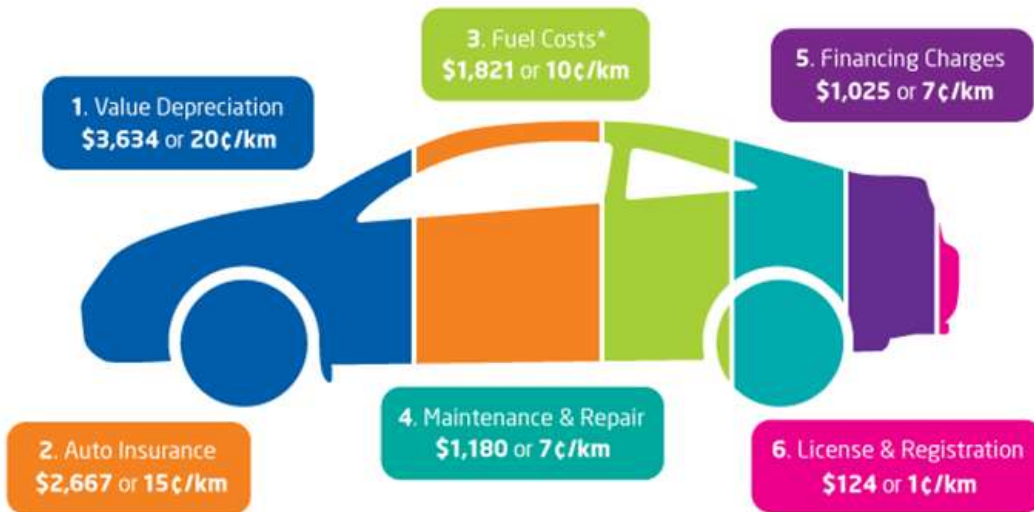 1. Value Depreciation
$3,634 or 20¢/km
2. Auto Insurance
$2,667 or 15¢/km
3. Fuel Costs*
$1,821 or 10¢/km
4. Maintenance & Repair
$1,180 or 7¢/km
5. Financing Charges
$1,025 or 7¢/km
6. License & Registration
$124 or 1¢/km